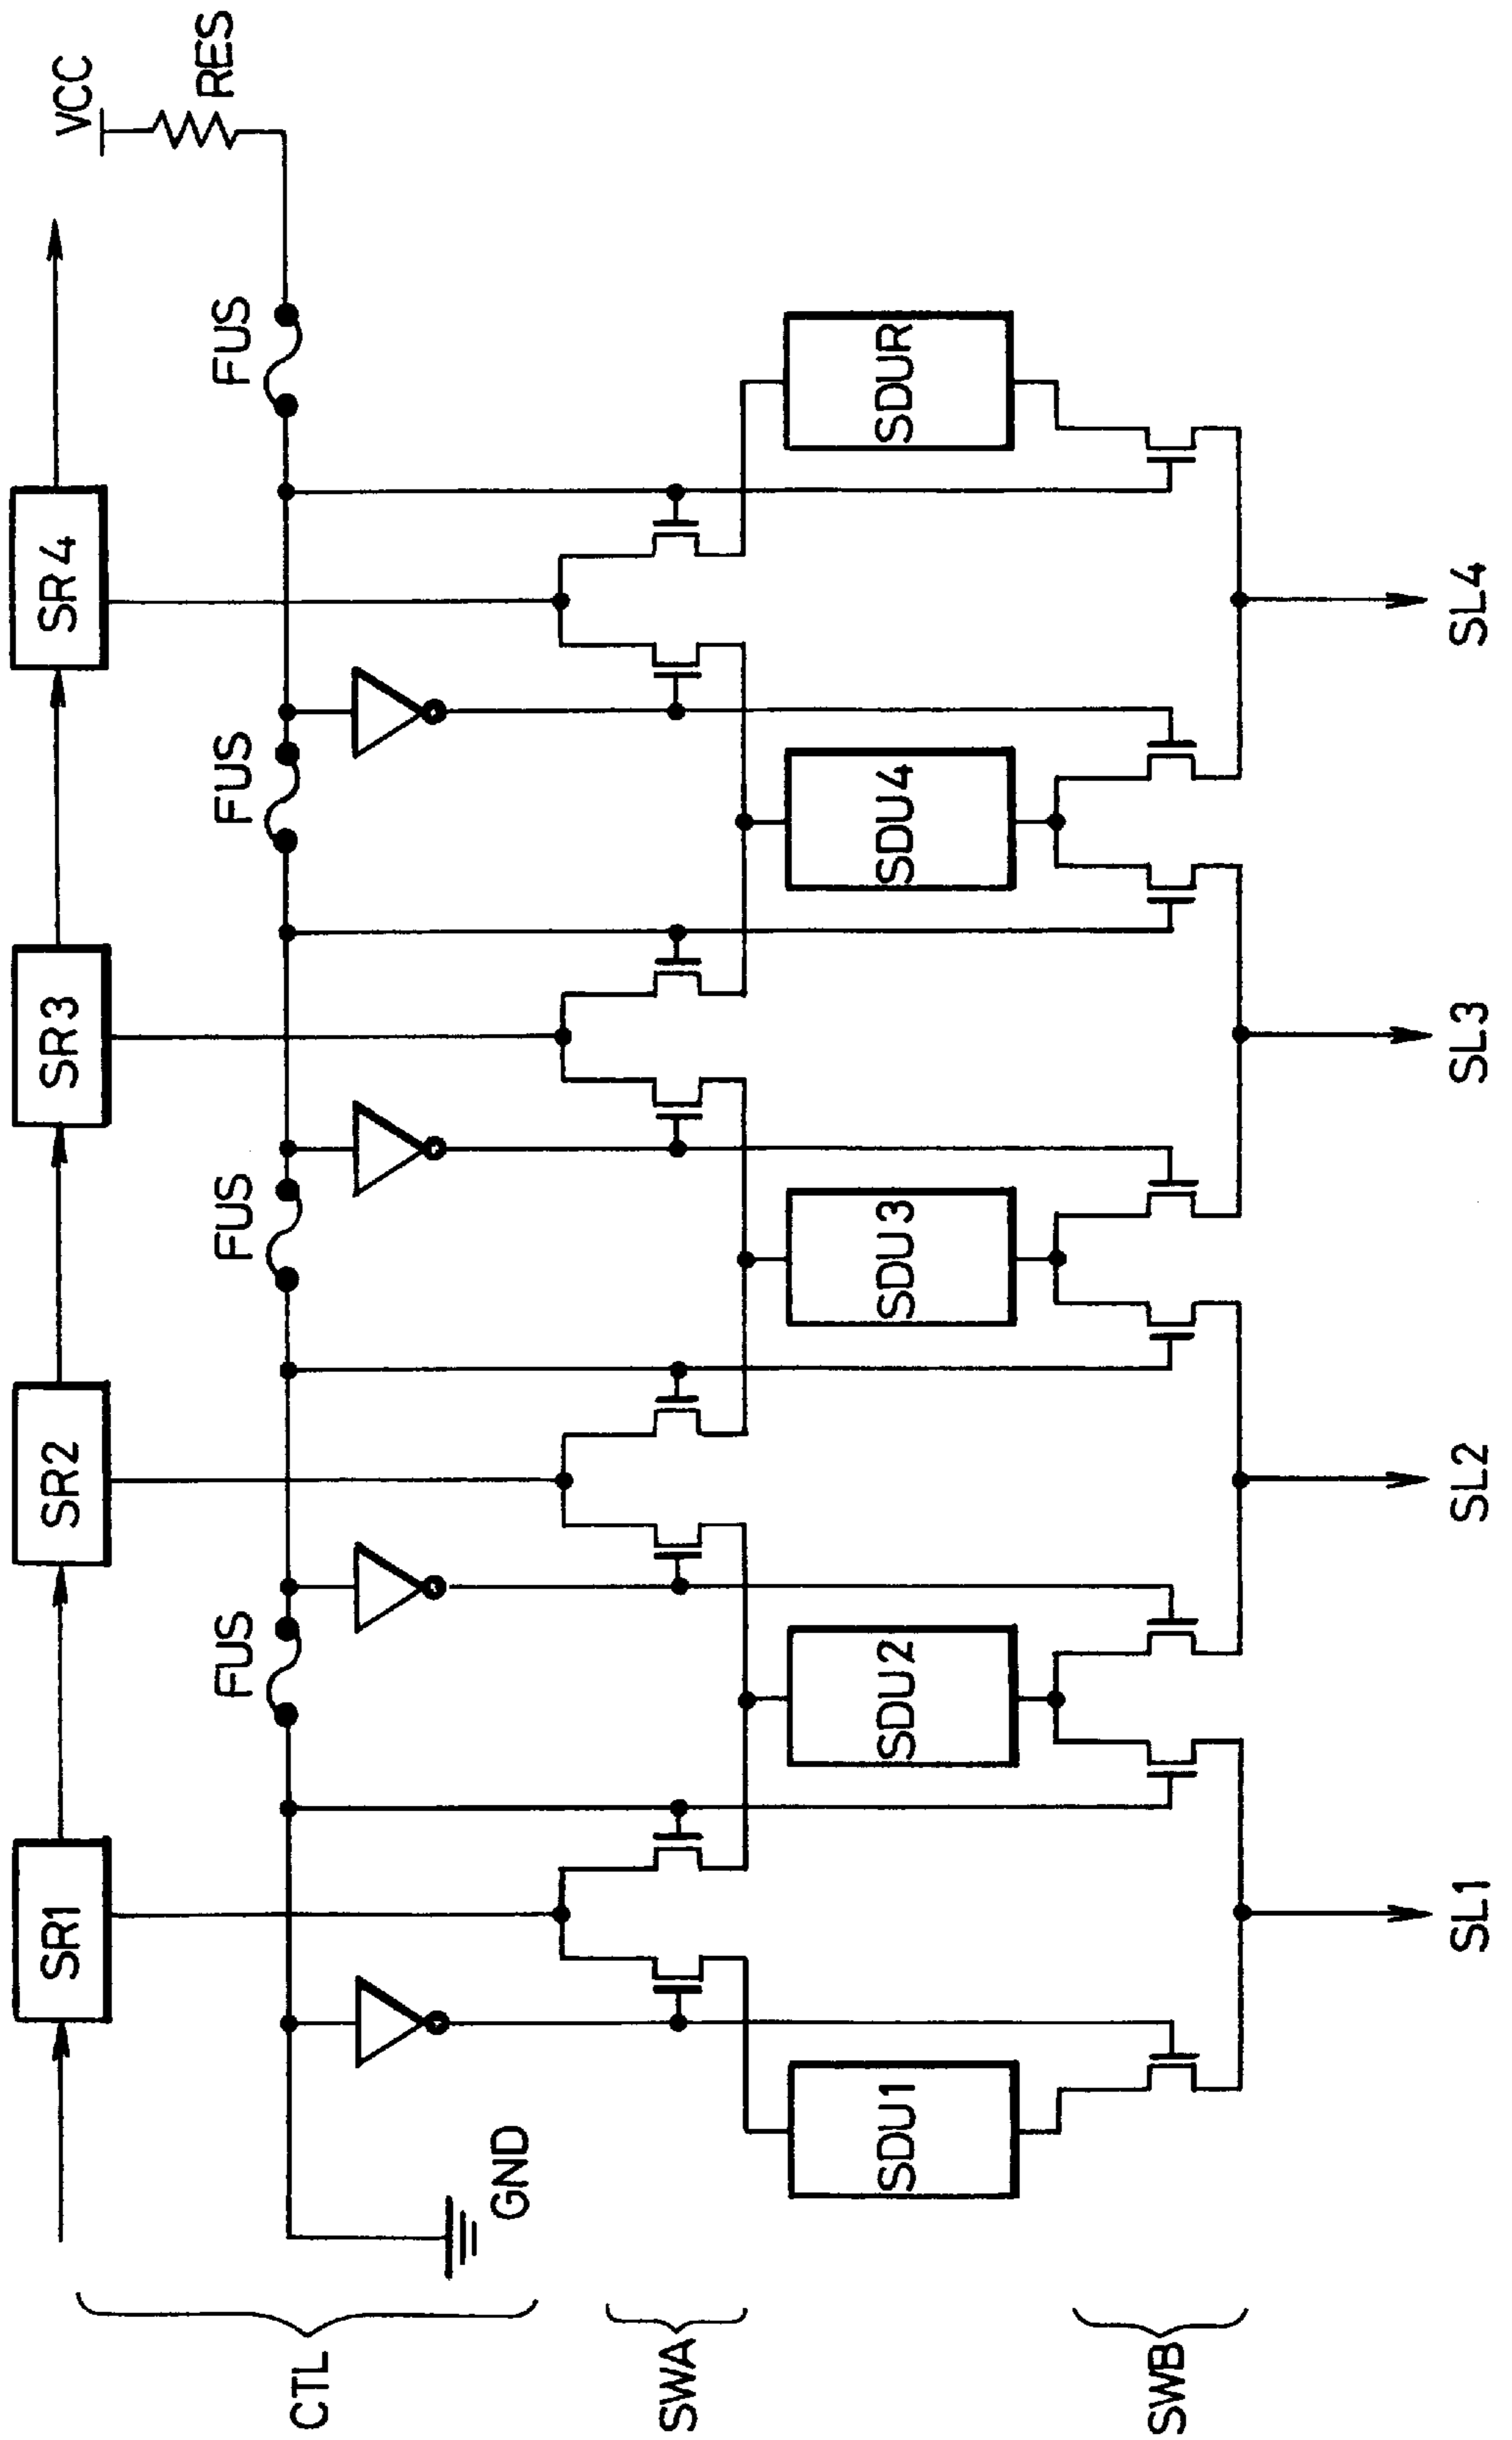 SR1 SR2 SR3 SR4 VCC
RES
FUS FUS FUS FUS
CTL
GND
SWA
SDU1 SDU2 SDU3 SDU4 SDUR
SWB
SL1 SL2 SL3 SL4